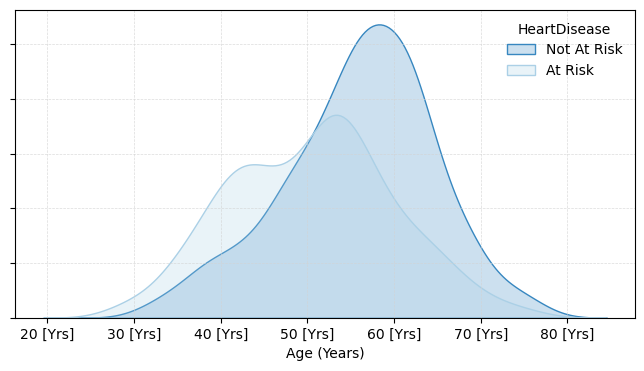 HeartDisease
Not At Risk
At Risk
20 [Yrs] 30 [Yrs] 40 [Yrs] 50 [Yrs] 60 [Yrs] 70 [Yrs] 80 [Yrs]
Age (Years)